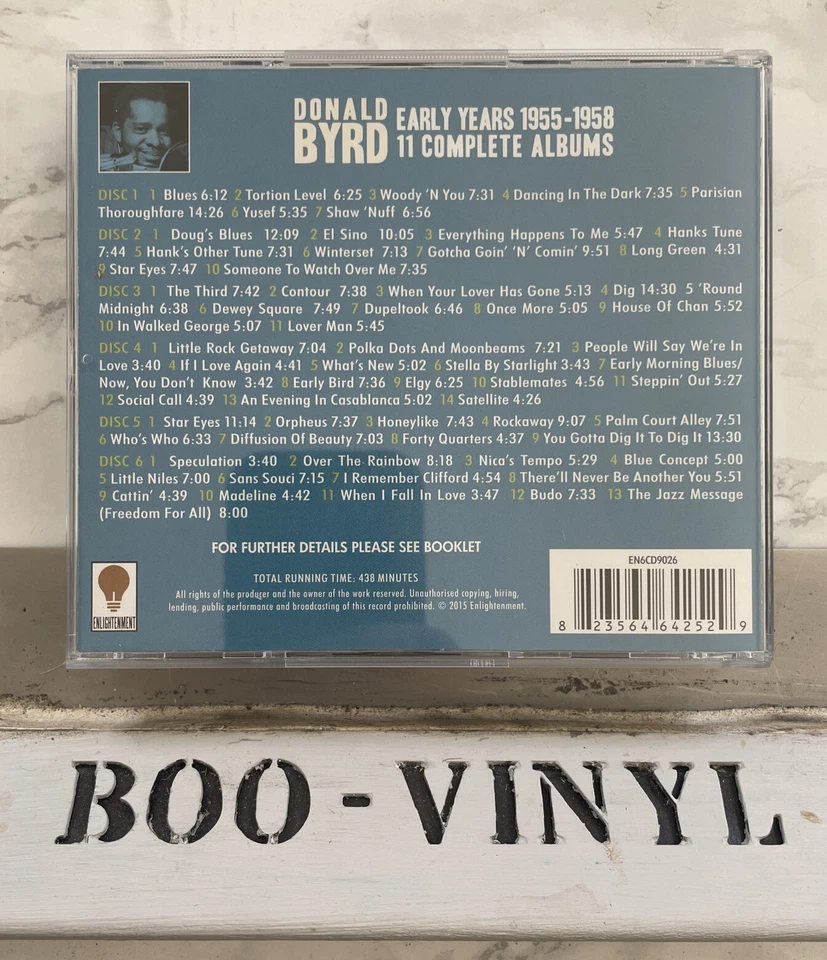 DONALD BYRD EARLY YEARS 1955-1958
11 COMPLETE ALBUMS
DISC 1 1 Blues 6:12 2 Tortion Level 6:25 3 Woody 'N You 7:31 4 Dancing In The Dark 7:35 5 Parisian
Thoroughfare 14:26 6 Yusef 5:35 7 Shaw 'Nuff 6:56
DISC 2 1 Doug's Blues 12:09 2 El Sino 10:05 3 Everything Happens To Me 5:47 4 Hanks Tune
7:44 5 Hank's Other Tune 7:31 6 Winterset 7:13 7 Gotcha Goin' 'N' Comin' 9:51 8 Long Green 4:31
9 Star Eyes 7:47 10 Someone To Watch Over Me 7:35
DISC 3 1 The Third 7:42 2 Contour 7:38 3 When Your Lover Has Gone 5:13 4 Dig 14:30 5 'Round
Midnight 6:38 6 Dewey Square 7:49 7 Dupeltook 6:46 8 Once More 5:05 9 House Of Chan 5:52
10 In Walked George 5:07 11 Lover Man 5:45
DISC 4 1 Little Rock Getaway 7:04 2 Polka Dots And Moonbeams 7:21 3 People Will Say We're In
Love 3:40 4 If I Love Again 4:41 5 What's New 5:02 6 Stella By Starlight 3:43 7 Early Morning Blues/
Now, You Don't Know 3:42 8 Early Bird 7:36 9 Elgy 6:25 10 Stablemates 4:56 11 Steppin' Out 5:27
12 Social Call 4:39 13 An Evening In Casablanca 5:02 14 Satellite 4:26
DISC 5 1 Star Eyes 11:14 2 Orpheus 7:37 3 Honeylike 7:43 4 Rockaway 9:07 5 Palm Court Alley 7:51
6 Who's Who 6:33 7 Diffusion Of Beauty 7:03 8 Forty Quarters 4:37 9 You Gotta Dig It To Dig It 13:30
DISC 6 1 Speculation 3:40 2 Over The Rainbow 8:18 3 Nica's Tempo 5:29 4 Blue Concept 5:00
5 Little Niles 7:00 6 Sans Souci 7:15 7 I Remember Clifford 4:54 8 There'll Never Be Another You 5:51
9 Cattin' 4:39 10 Madeline 4:42 11 When I Fall In Love 3:47 12 Budo 7:33 13 The Jazz Message
(Freedom For All) 8:00
FOR FURTHER DETAILS PLEASE SEE BOOKLET
EN6CD9026
TOTAL RUNNING TIME: 438 MINUTES
All rights of the producer and the owner of the work reserved. Unauthorised copying, hiring,
lending, public performance and broadcasting of this record prohibited. © 2015 Enlightenment.
ENLIGHTENMENT
8 23564 64252 9
BOO-VINYL